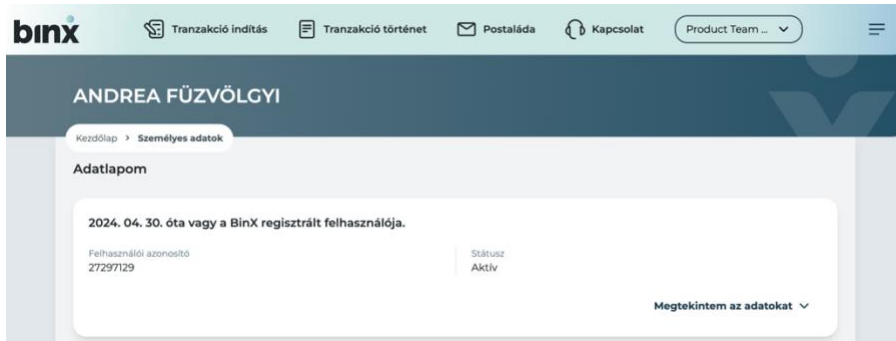 binx
Tranzakció indítás
Tranzakció történet
Postaláda
Kapcsolat
Product Team ...
ANDREA FÜZVÖLGYI
Kezdőlap > Személyes adatok
Adatlapom
2024. 04. 30. óta vagy a BinX regisztrált felhasználója.
Felhasználói azonosító
27297129
Státusz
Aktív
Megtekintem az adatokat